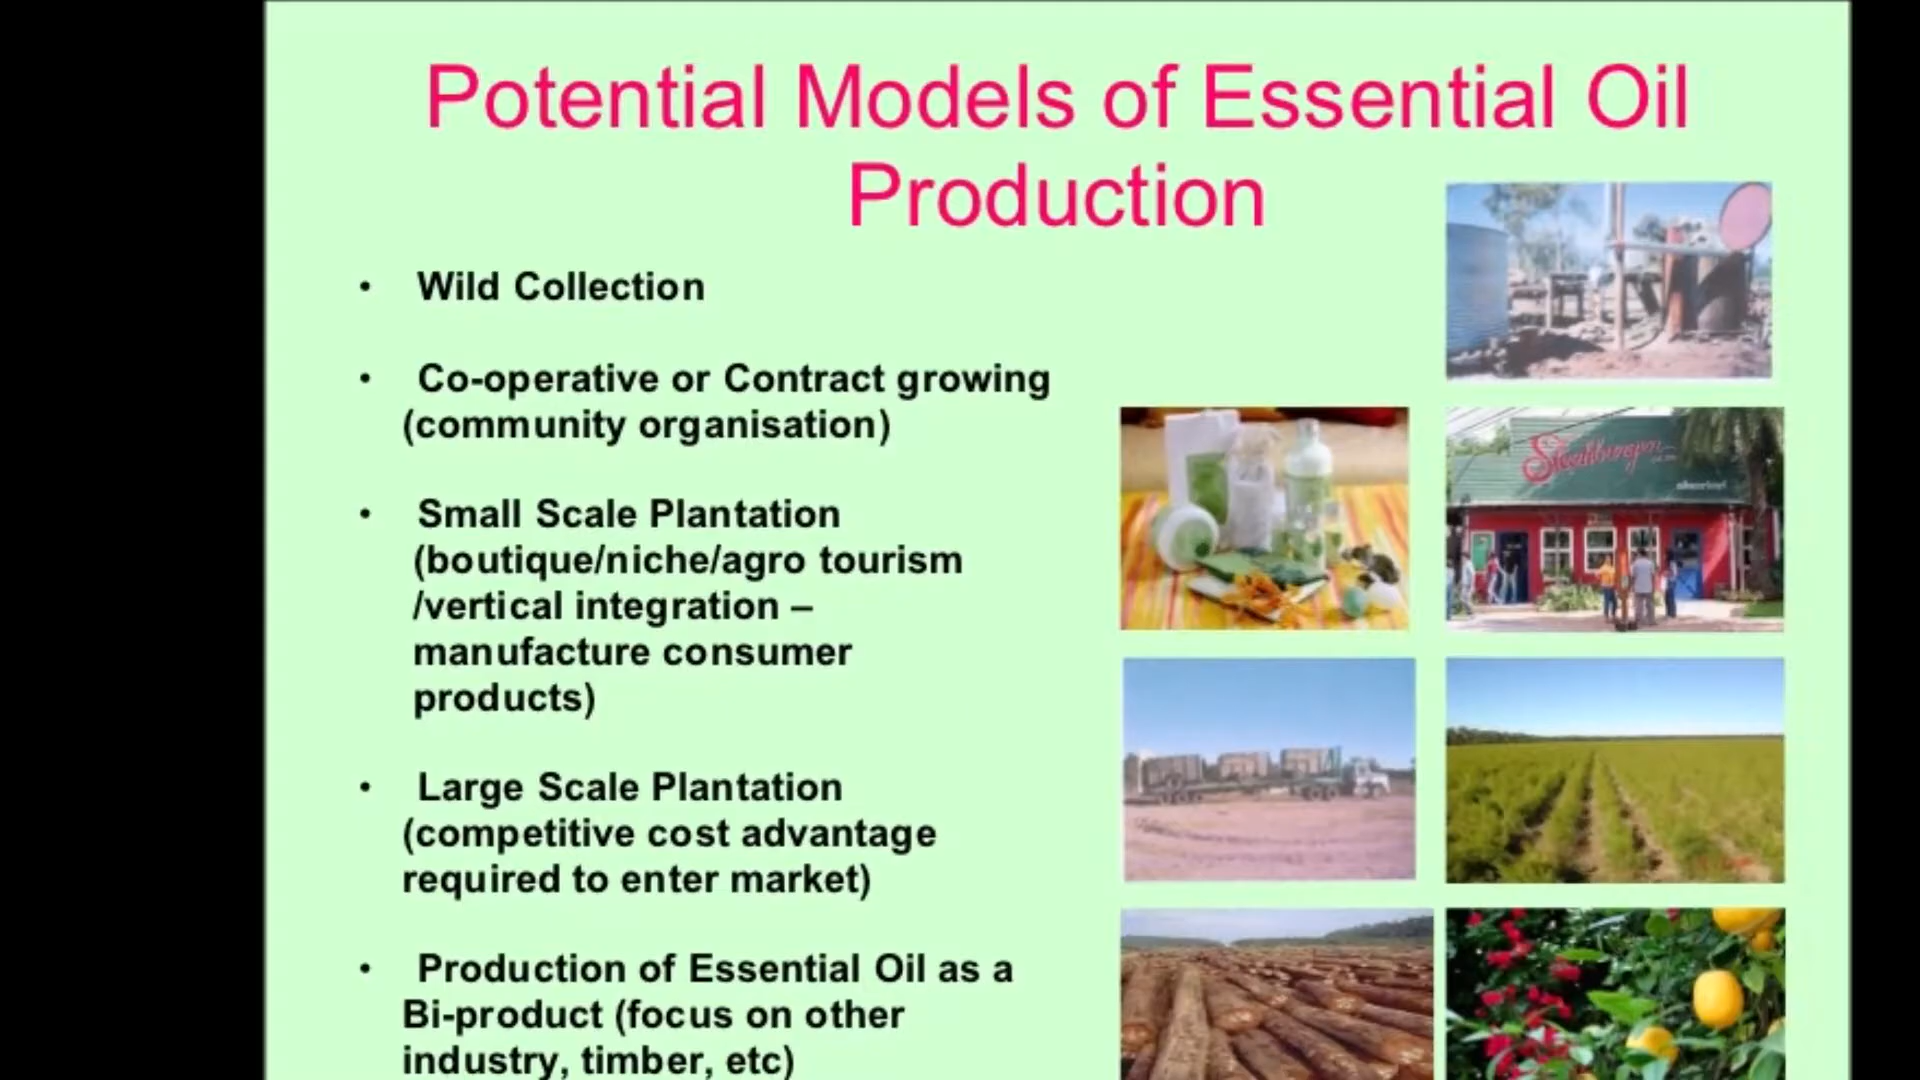 Potential Models of Essential Oil
Production
• Wild Collection
• Co-operative or Contract growing
(community organisation)
• Small Scale Plantation
(boutique/niche/agro tourism
/vertical integration –
manufacture consumer
products)
• Large Scale Plantation
(competitive cost advantage
required to enter market)
• Production of Essential Oil as a
Bi-product (focus on other
industry, timber, etc)